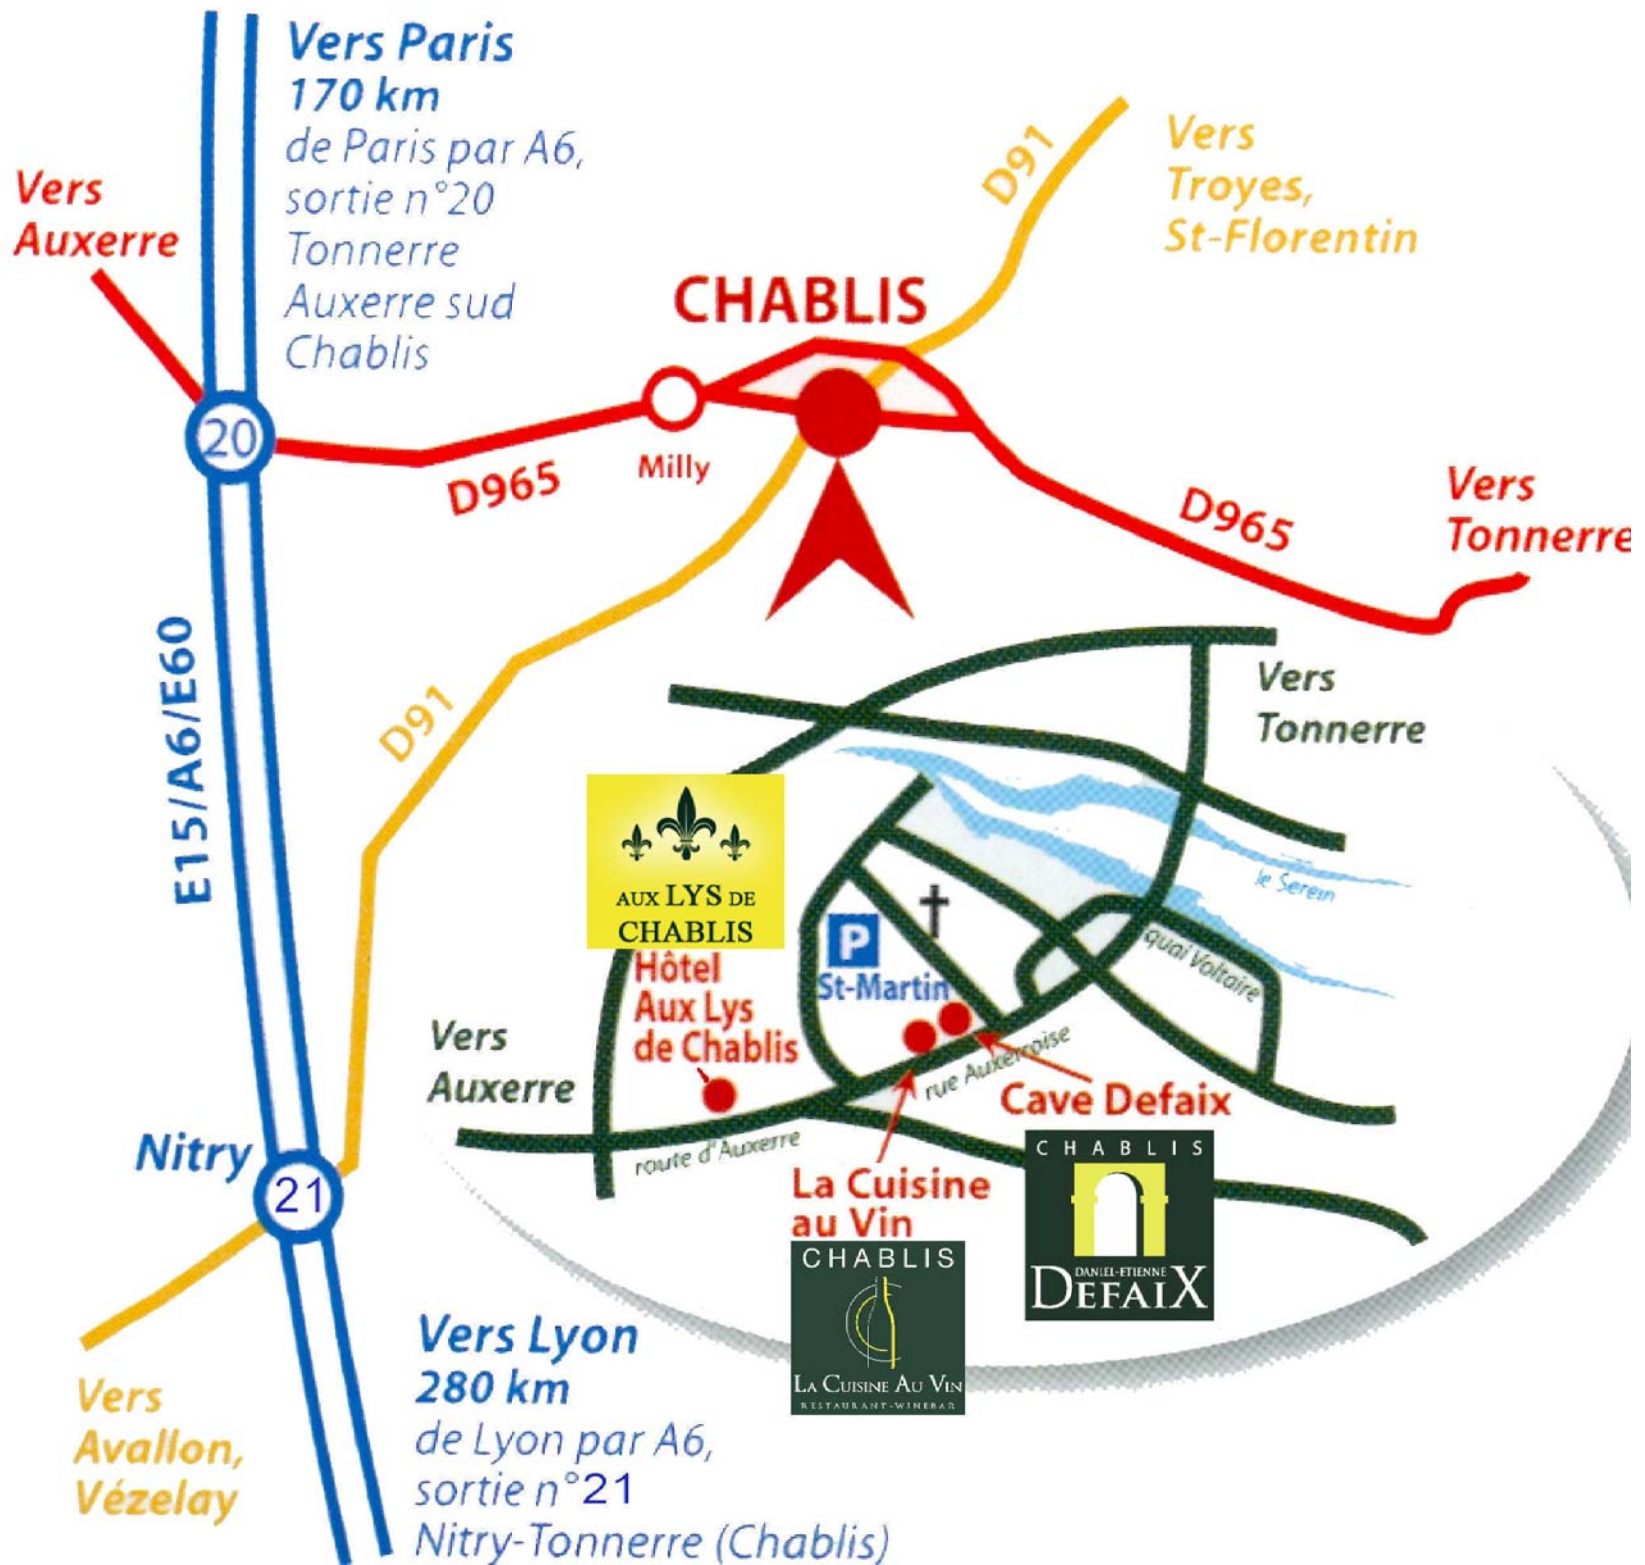 Vers Paris
170 km
de Paris par A6,
sortie n°20
Tonnerre
Auxerre sud
Chablis
Vers
Auxerre
D91
Vers
Troyes,
St-Florentin
CHABLIS
20
D965
Milly
D965
Vers
Tonnerre
E15/A6/E60
D91
Vers
Tonnerre
AUX LYS DE
CHABLIS
le Serein
P
St-Martin
quai Voltaire
Hôtel
Aux Lys
de Chablis
Vers
Auxerre
rue Auxerroise
Cave Defaix
route d'Auxerre
Nitry
21
La Cuisine
au Vin
CHABLIS
DANIEL-ETIENNE
DEFAIX
CHABLIS
LA CUISINE AU VIN
RESTAURANT-WINEBAR
Vers Lyon
280 km
de Lyon par A6,
sortie n°21
Nitry-Tonnerre (Chablis)
Vers
Avallon,
Vézelay